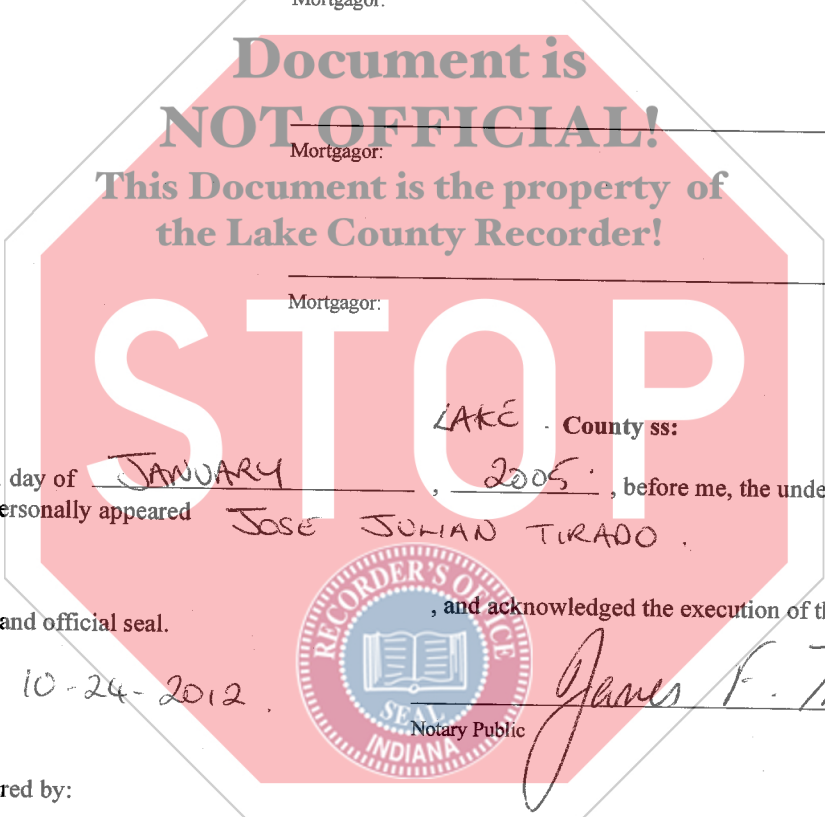 Mortgagor:
Document is
NOT OFFICIAL!
Mortgagor:
This Document is the property of
the Lake County Recorder!
Mortgagor:
STOP
LAKE County ss:
day of JANUARY , 2005 , before me, the unde
ersonally appeared JOSE JULIAN TIRADO .
, and acknowledged the execution of th
and official seal.
10-24-2012 .
James F. T
Notary Public
RECORDER'S OFFICE
SEAL
INDIANA
red by: